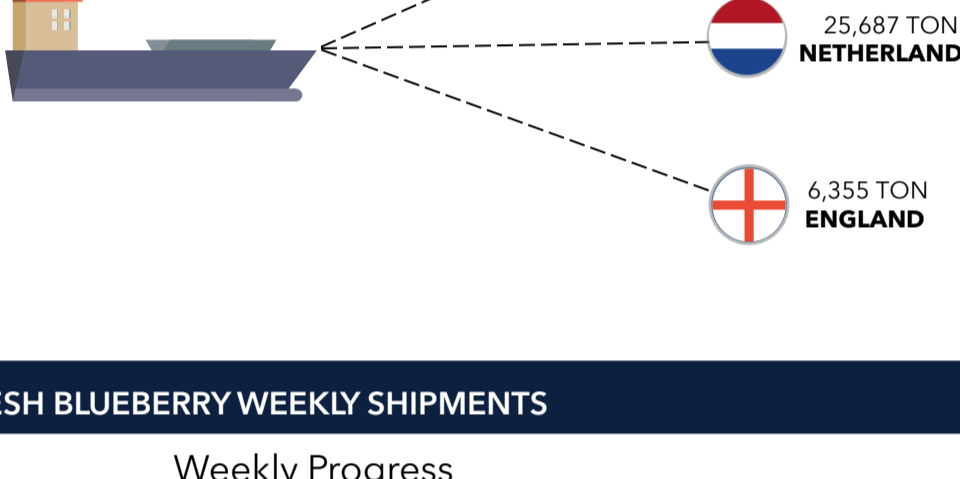 25,687 TON
NETHERLAND
6,355 TON
ENGLAND
ESH BLUEBERRY WEEKLY SHIPMENTS
Weekly Progress